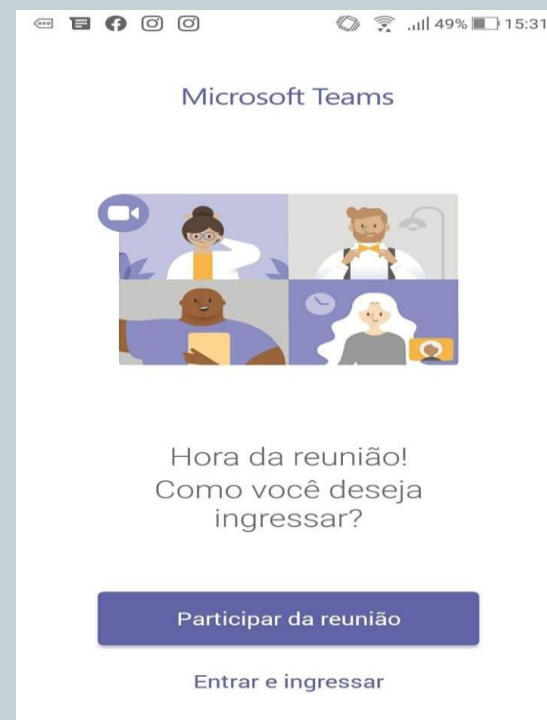 49% 15:31
Microsoft Teams
Hora da reunião!
Como você deseja
ingressar?
Participar da reunião
Entrar e ingressar